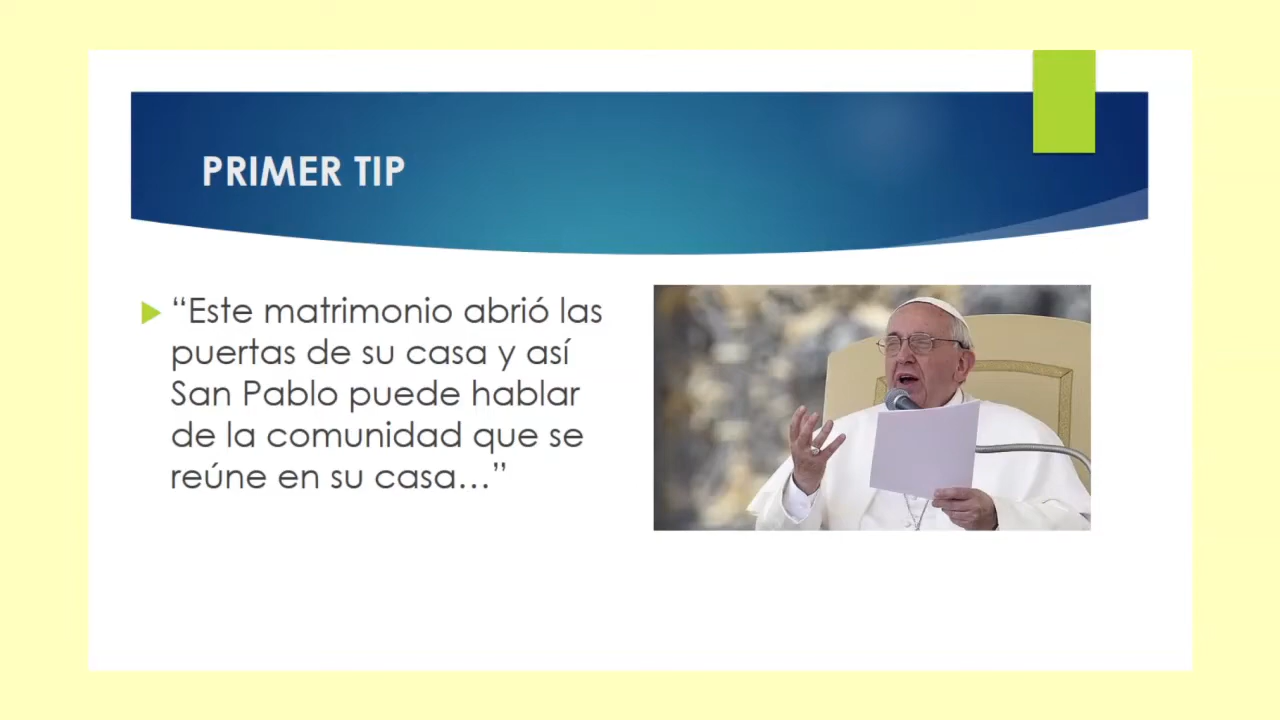 PRIMER TIP
“Este matrimonio abrió las
puertas de su casa y así
San Pablo puede hablar
de la comunidad que se
reúne en su casa…”